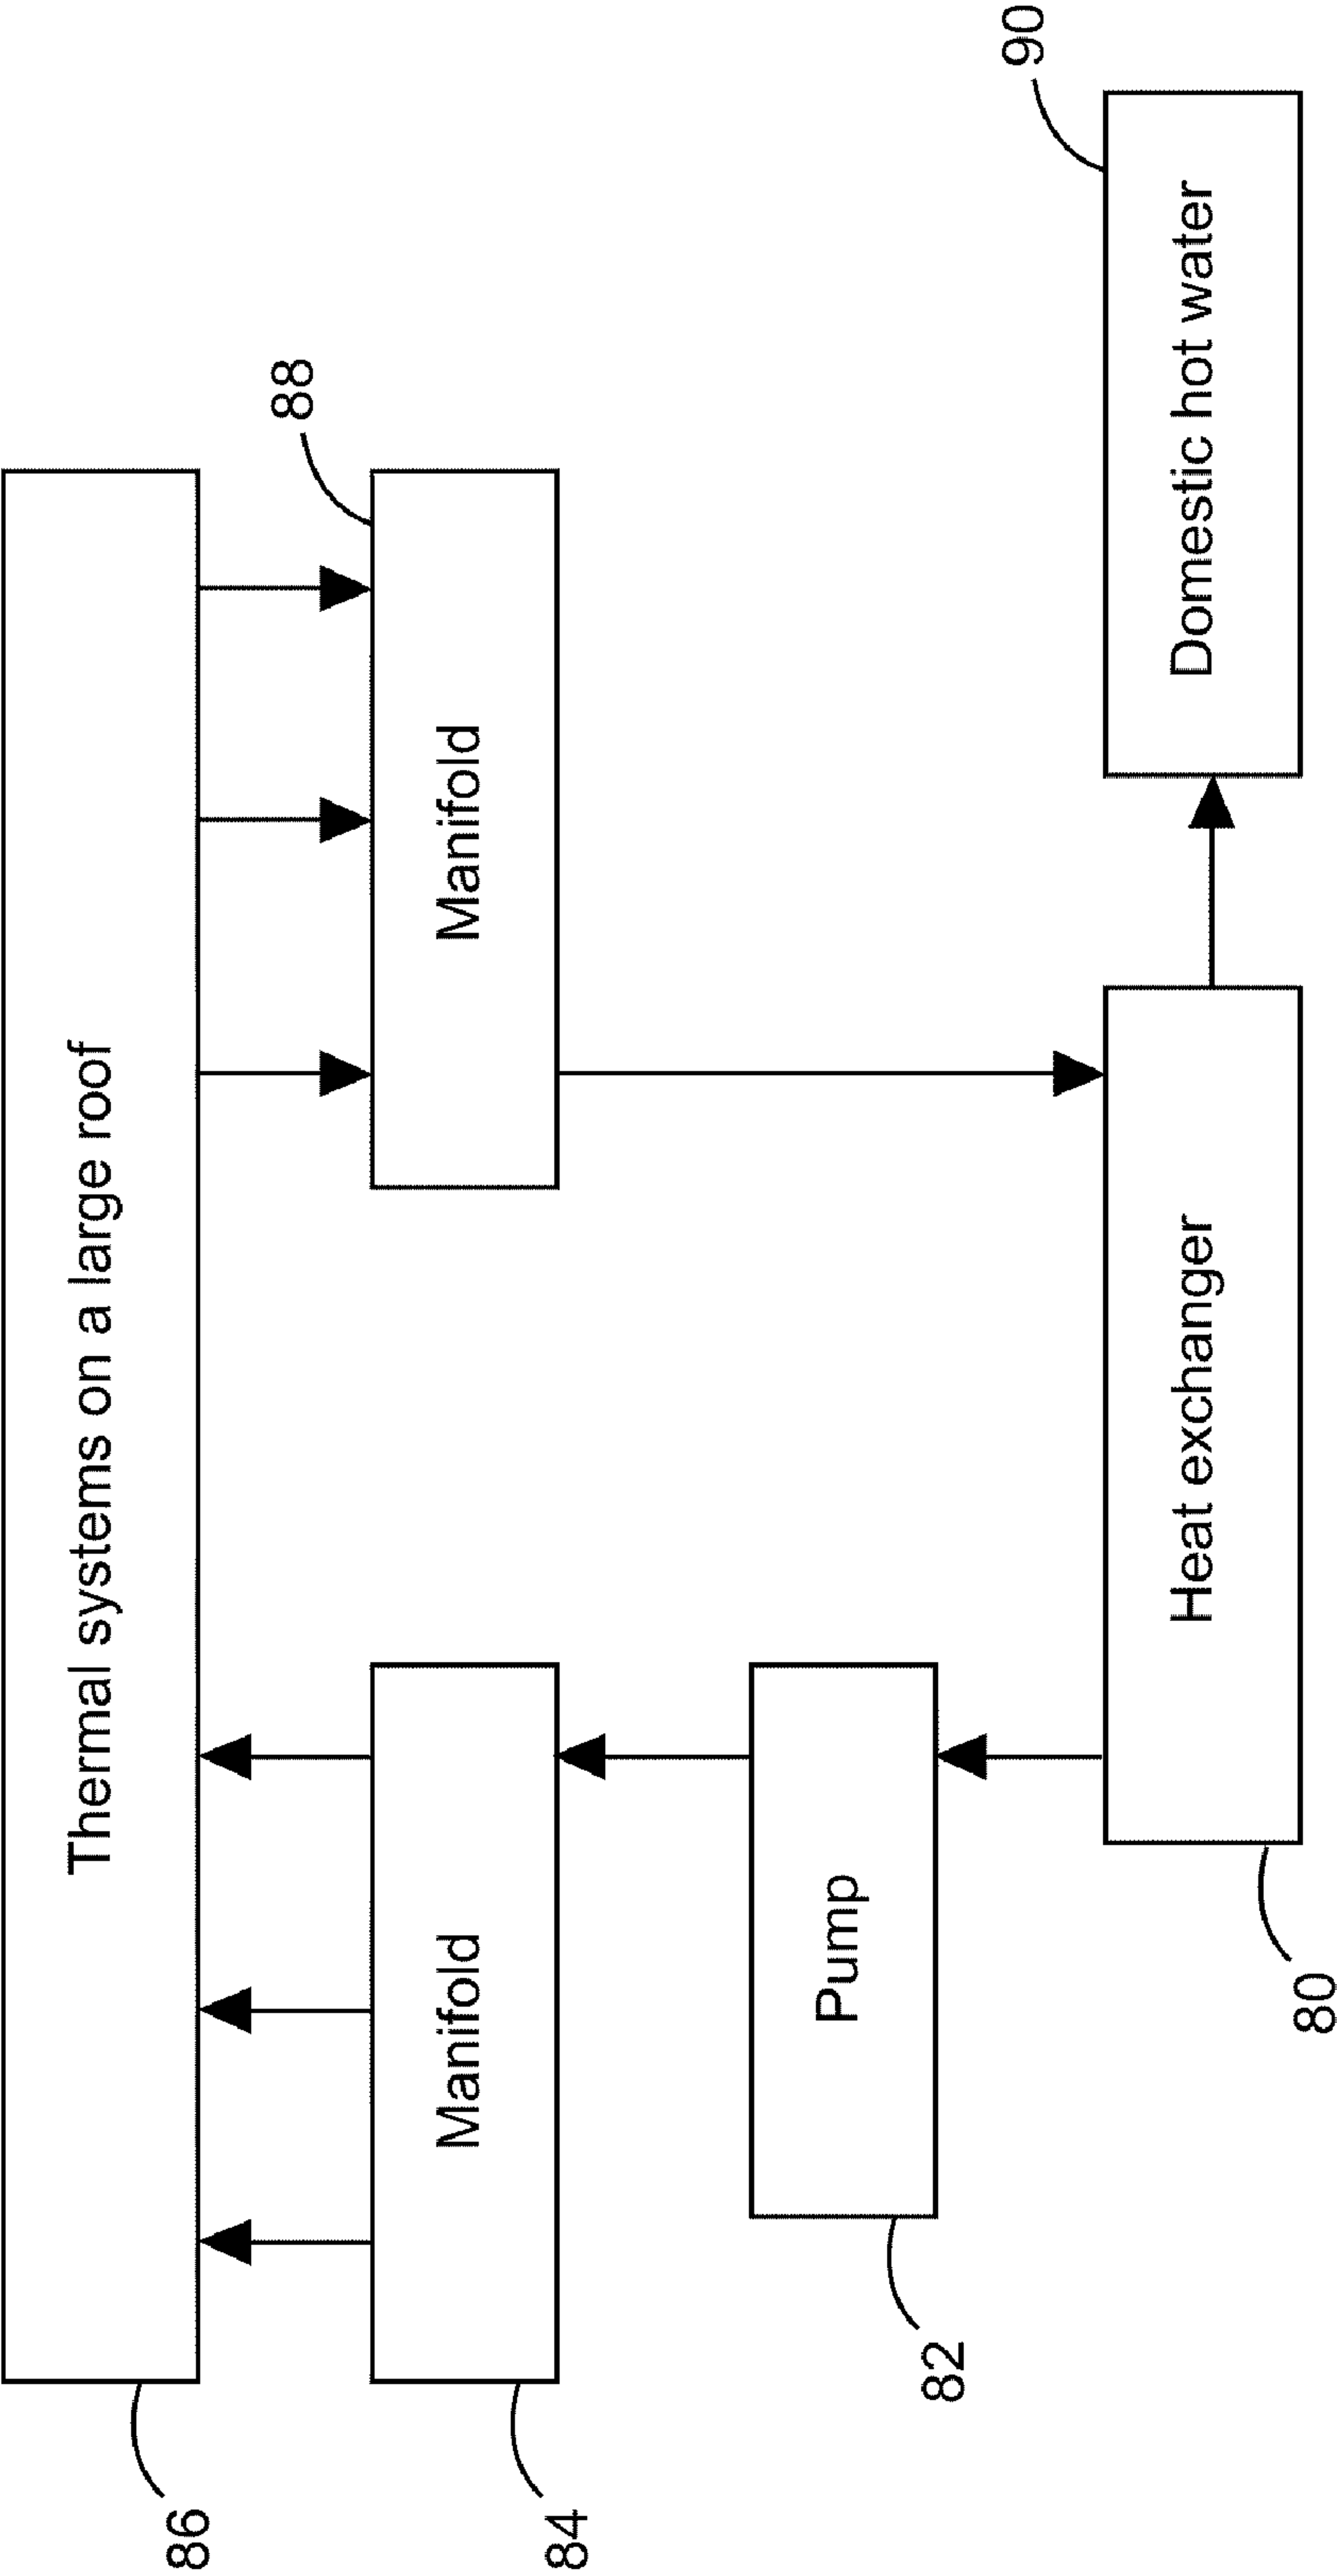 86
Thermal systems on a large roof
84
Manifold
Manifold
88
82
Pump
80
Heat exchanger
Domestic hot water
90